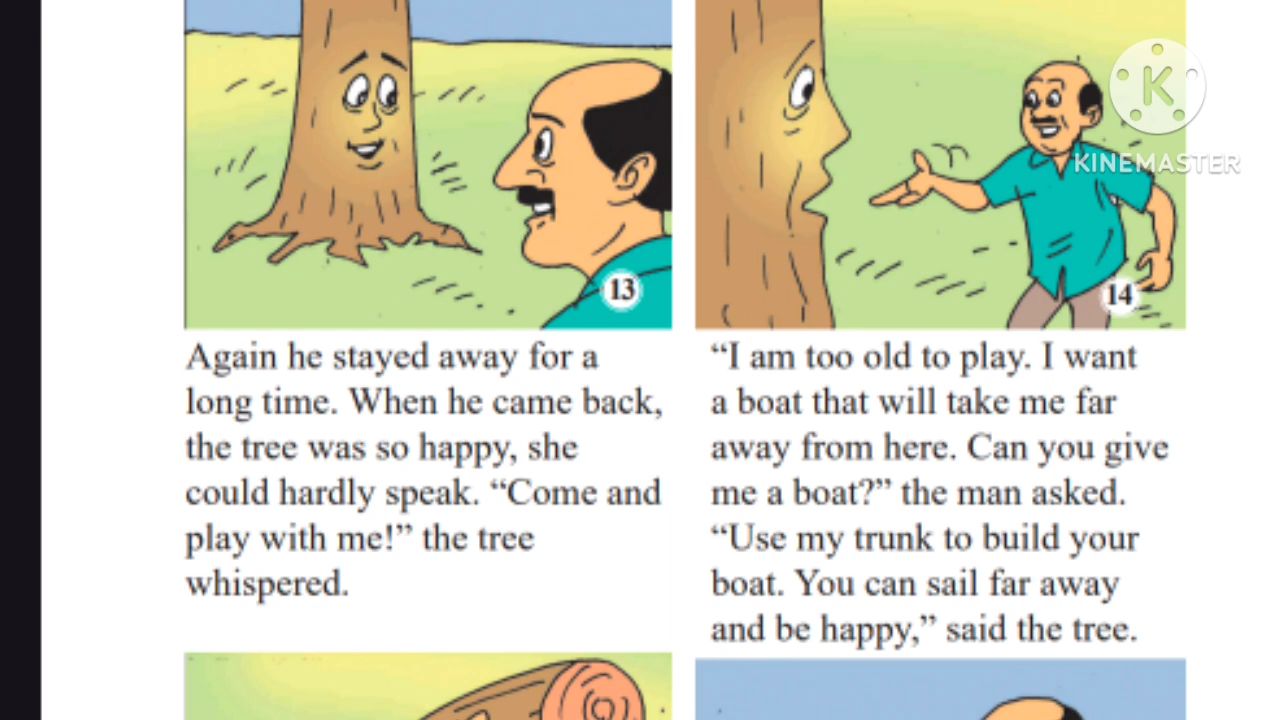 KINEMASTER
13
14
Again he stayed away for a
long time. When he came back,
the tree was so happy, she
could hardly speak. “Come and
play with me!” the tree
whispered.
“I am too old to play. I want
a boat that will take me far
away from here. Can you give
me a boat?” the man asked.
“Use my trunk to build your
boat. You can sail far away
and be happy,” said the tree.